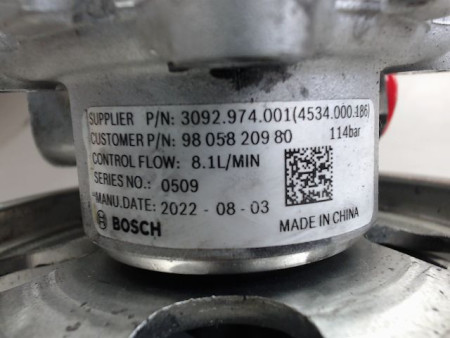 SUPPLIER P/N: 3092.974.001(4534.000.186)
CUSTOMER P/N: 98 058 209 80 114bar
CONTROL FLOW: 8.1L/MIN
SERIES NO.: 0509
*MANU.DATE: 2022 - 08 - 03
BOSCH MADE IN CHINA